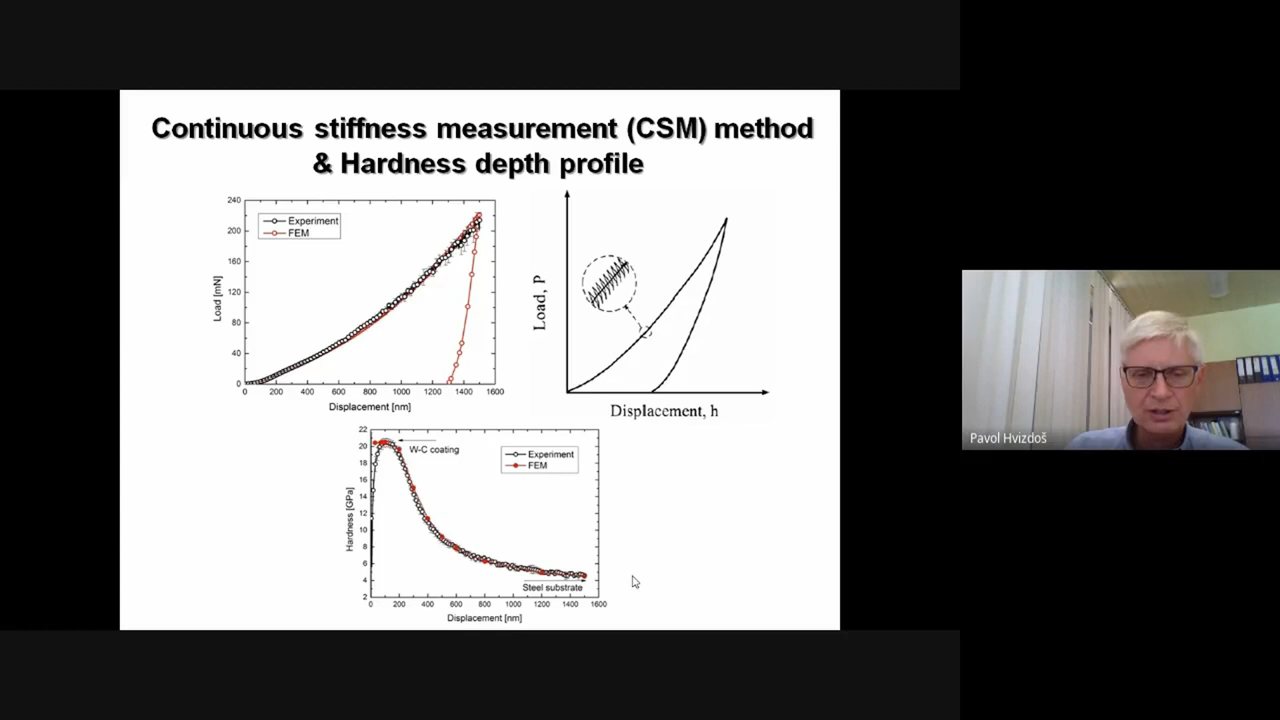 Continuous stiffness measurement (CSM) method
& Hardness depth profile
240
200
160
120
80
40
0
Load [mN]
Experiment
FEM
200
400
600
800
1000
1200
1400
1600
Displacement [nm]
Load, P
Displacement, h
22
20
18
16
14
12
10
8
6
4
2
Hardness [GPa]
W-C coating
Experiment
FEM
Steel substrate
0
200
400
600
800
1000
1200
1400
1600
Displacement [nm]
Pavol Hvizdoš